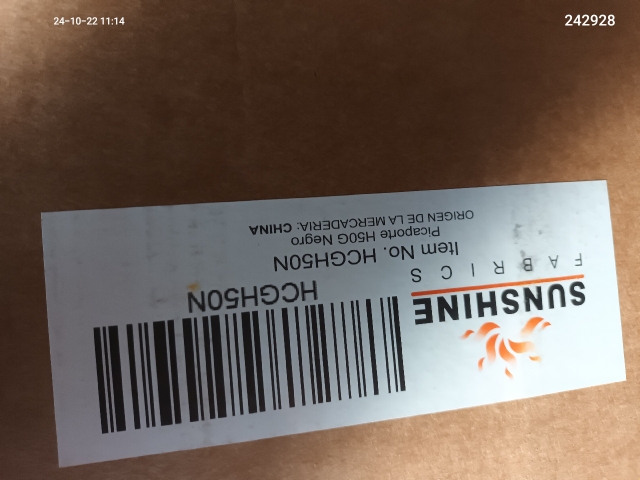 24-10-22 11:14
242928
SUNSHINE
FABRICS
HCGH50N
Item No. HCGH50N
Picaporte H50G Negro
ORIGEN DE LA MERCADERIA: CHINA